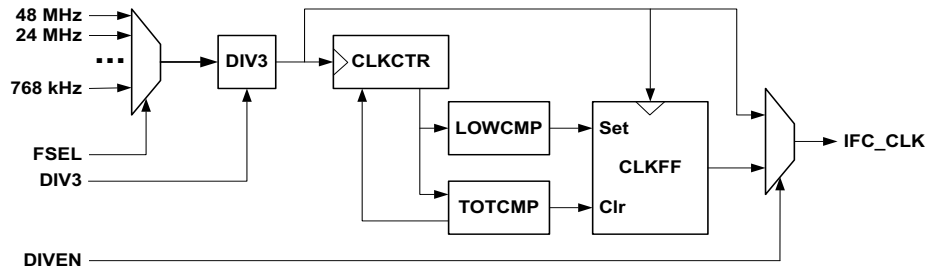 48 MHz
24 MHz
...
768 kHz
FSEL
DIV3
DIVEN
DIV3
CLKCTR
LOWCMP
TOTCMP
Set
CLKFF
Clr
IFC_CLK